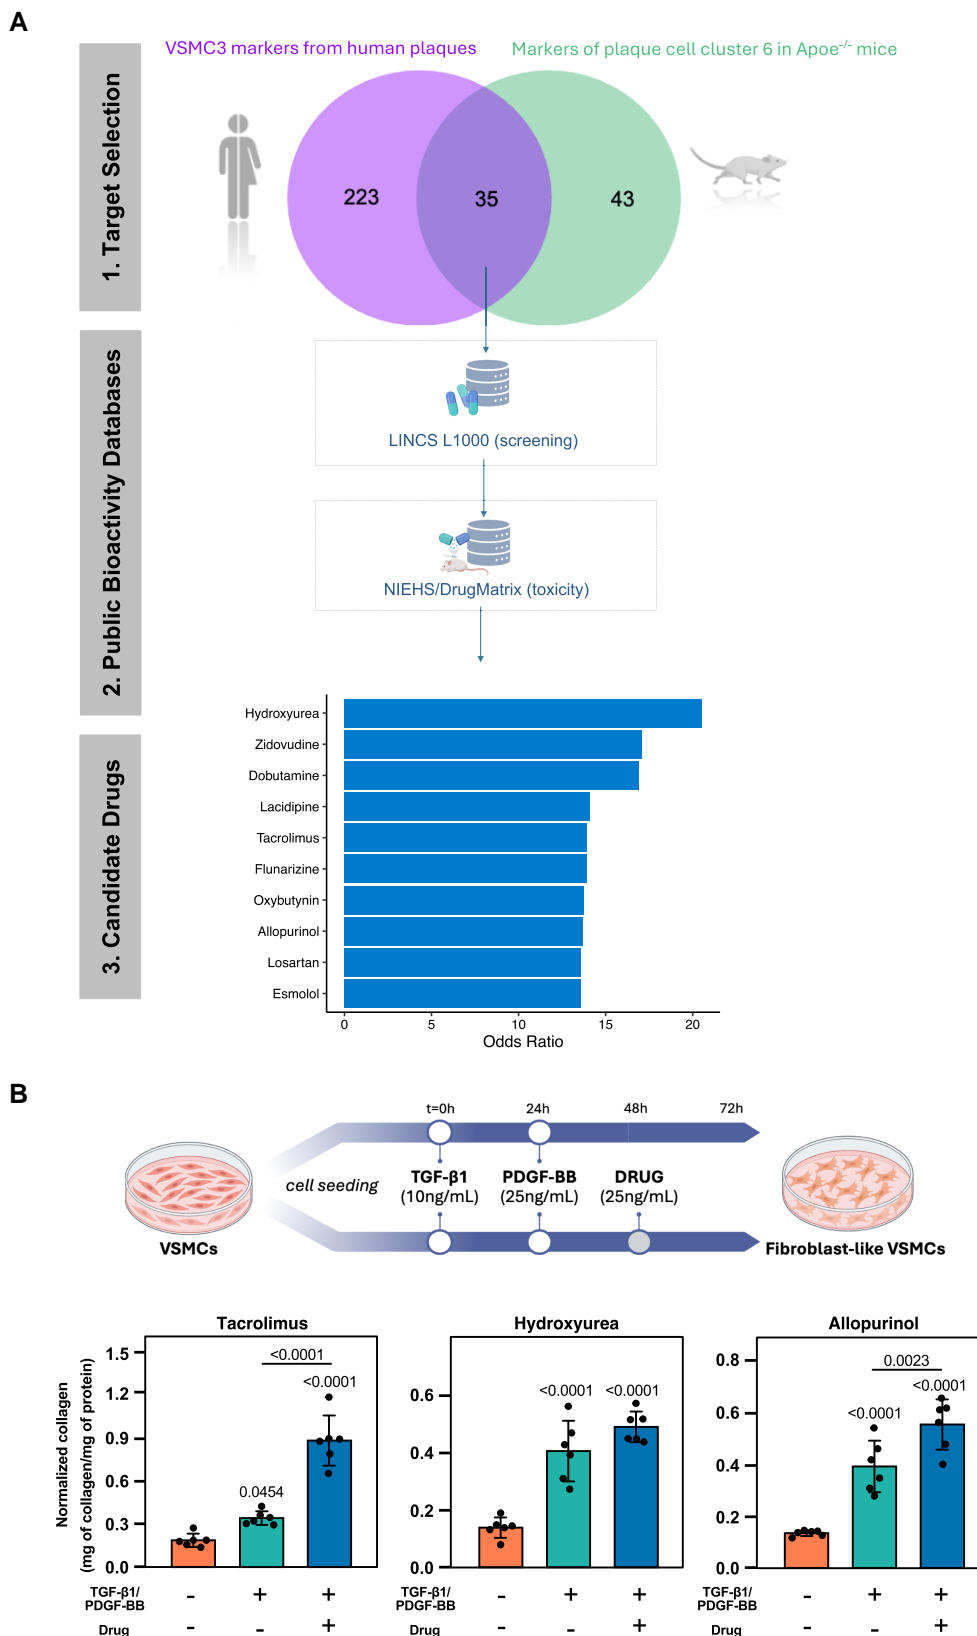 A
VSMC3 markers from human plaques
Markers of plaque cell cluster 6 in Apoe-/- mice
1. Target Selection
223
35
43
2. Public Bioactivity Databases
LINCS L1000 (screening)
NIEHS/DrugMatrix (toxicity)
3. Candidate Drugs
Hydroxyurea
Zidovudine
Dobutamine
Lacidipine
Tacrolimus
Flunarizine
Oxybutynin
Allopurinol
Losartan
Esmolol
0 5 10 15 20
Odds Ratio
B
t=0h 24h 48h 72h
cell seeding
TGF-β1 PDGF-BB DRUG
(10ng/mL) (25ng/mL) (25ng/mL)
VSMCs
Fibroblast-like VSMCs
Normalized collagen
(mg of collagen/mg of protein)
Tacrolimus
1.5
1.2
0.9
0.6
0.3
0.0
<0.0001
<0.0001
0.0454
TGF-β1/
PDGF-BB
- + +
Drug
- - +
Hydroxyurea
0.6
0.4
0.2
0.0
<0.0001 <0.0001
TGF-β1/
PDGF-BB
- + +
Drug
- - +
Allopurinol
0.8
0.6
0.4
0.2
0.0
0.0023
<0.0001
<0.0001
TGF-β1/
PDGF-BB
- + +
Drug
- - +